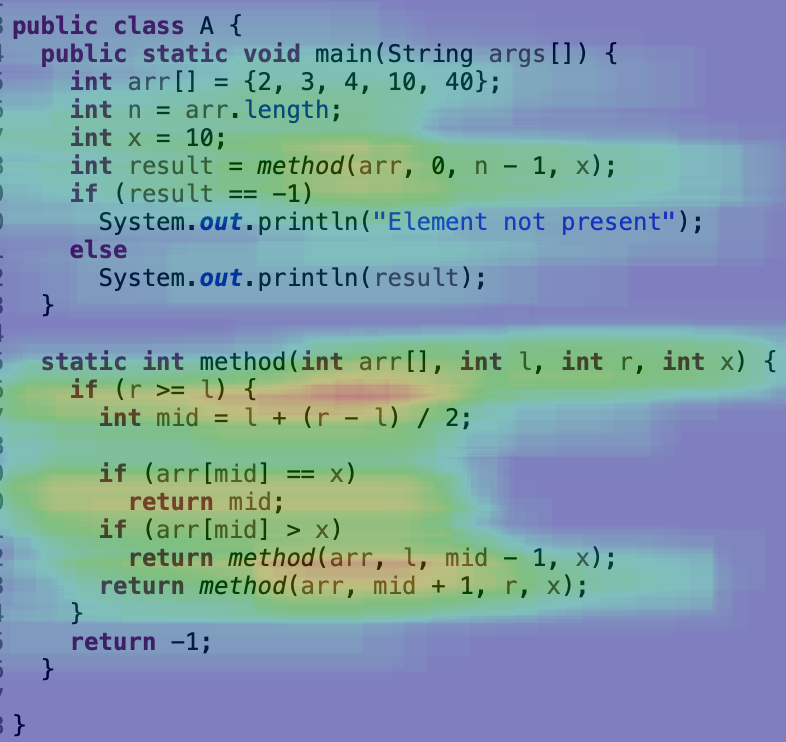 public class A {
  public static void main(String args[]) {
    int arr[] = {2, 3, 4, 10, 40};
    int n = arr.length;
    int x = 10;
    int result = method(arr, 0, n - 1, x);
    if (result == -1)
      System.out.println("Element not present");
    else
      System.out.println(result);
  }

  static int method(int arr[], int l, int r, int x) {
    if (r >= l) {
      int mid = l + (r - l) / 2;

      if (arr[mid] == x)
        return mid;
      if (arr[mid] > x)
        return method(arr, l, mid - 1, x);
      return method(arr, mid + 1, r, x);
    }
    return -1;
  }

}